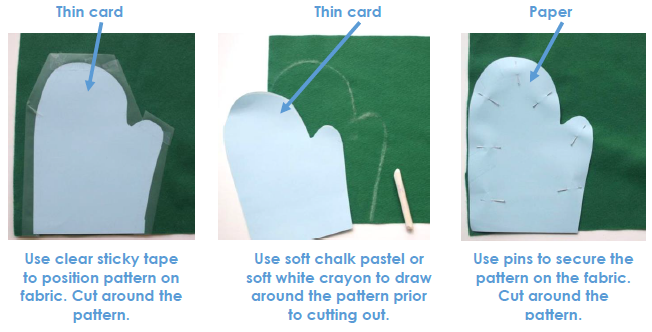 Thin card
Thin card
Paper
Use clear sticky tape
to position pattern on
fabric. Cut around the
pattern.
Use soft chalk pastel or
soft white crayon to draw
around the pattern prior
to cutting out.
Use pins to secure the
pattern on the fabric.
Cut around the
pattern.